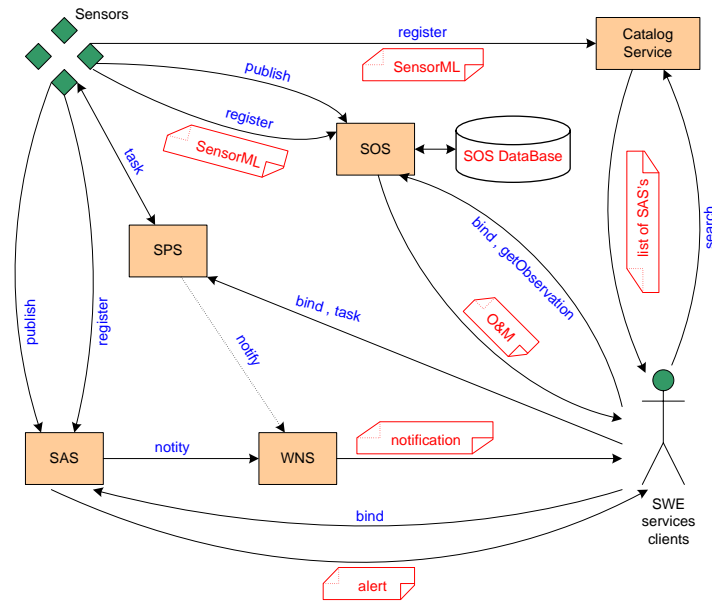 Sensors
register
Catalog
Service
SensorML
publish
register
SensorML
SOS
SOS DataBase
task
list of SAS's
search
SPS
bind , getObservation
bind , task
O&M
publish
register
notify
SAS
notity
WNS
notification
bind
SWE
services
clients
alert